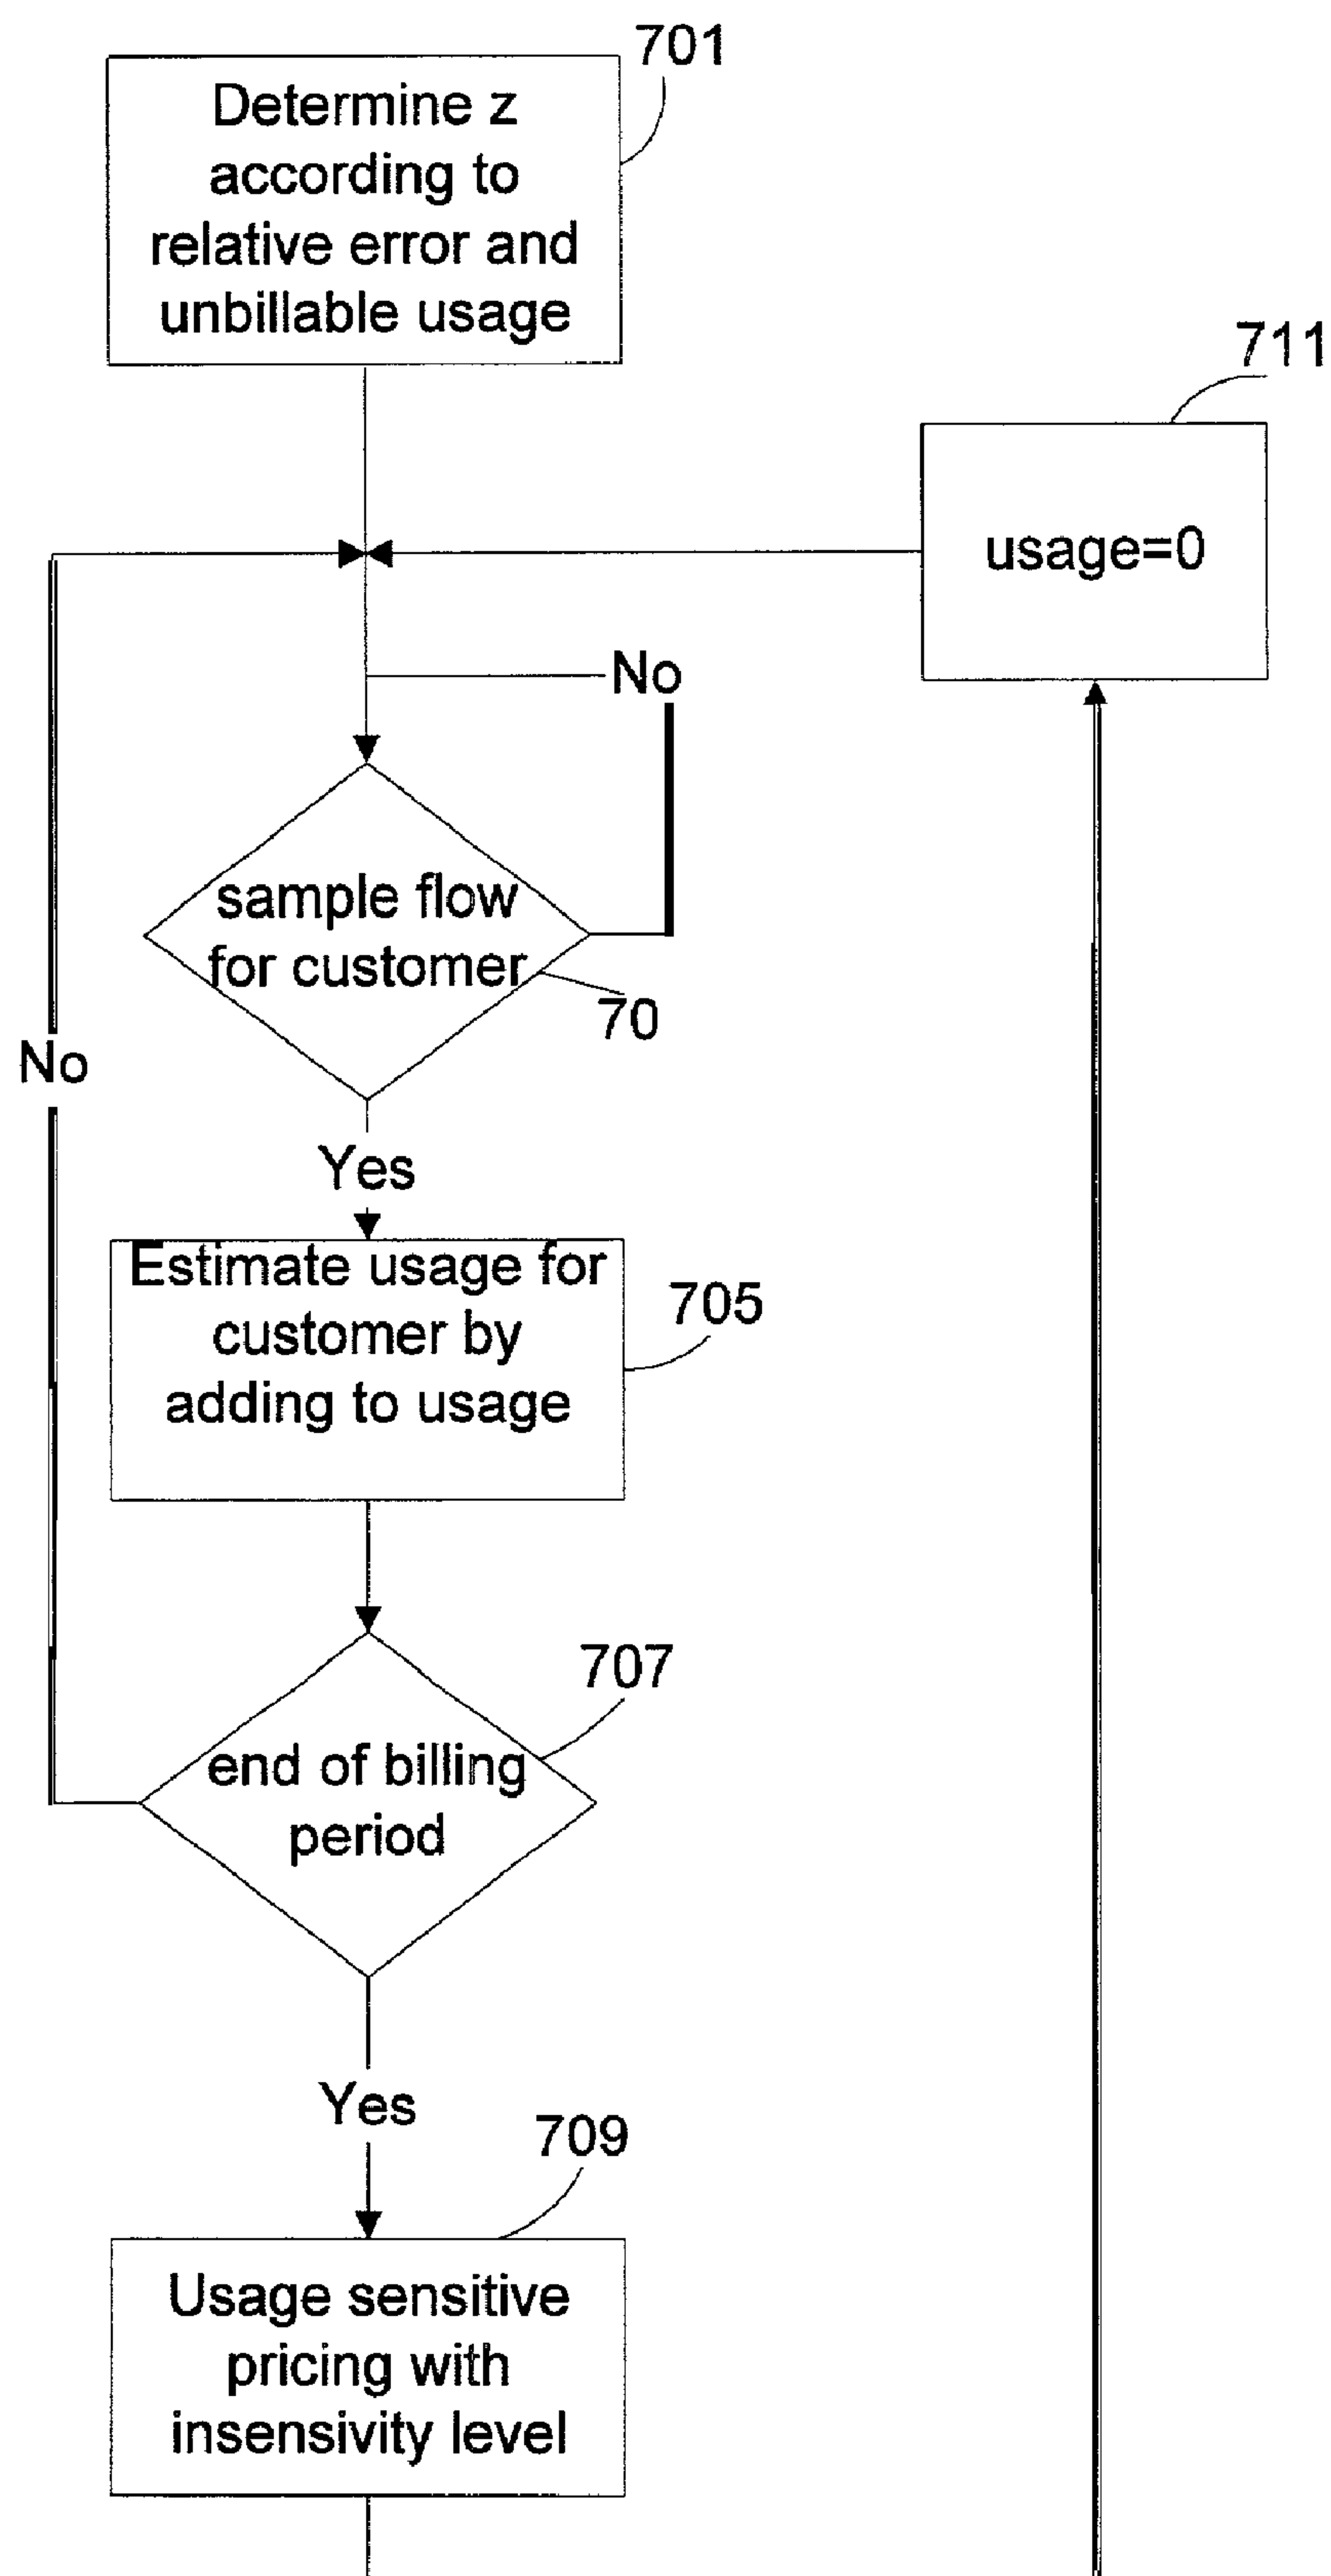 701
Determine z
according to
relative error and
unbillable usage
711
usage=0
No
sample flow
for customer
70
No
Yes
Estimate usage for
customer by
adding to usage
705
707
end of billing
period
Yes
709
Usage sensitive
pricing with
insensivity level